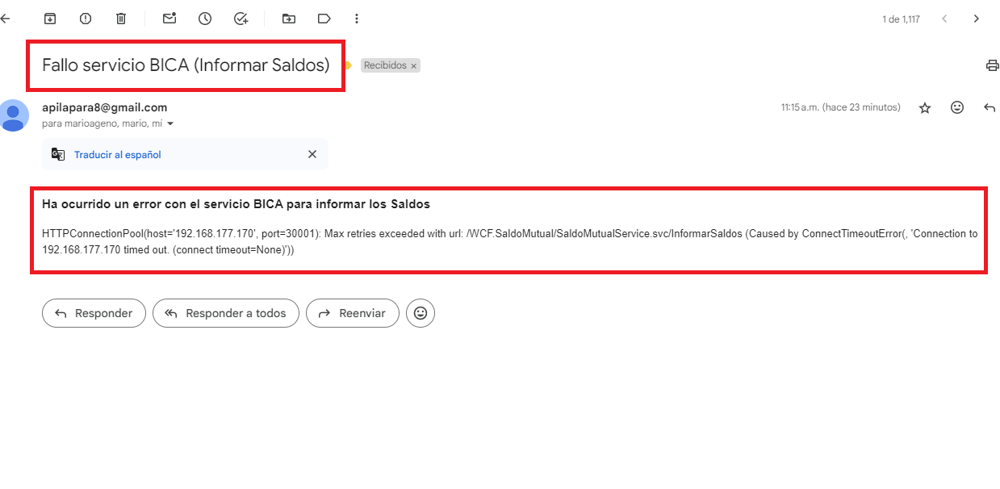 1 de 1,117
Fallo servicio BICA (Informar Saldos)
Recibidos ×
apilapara8@gmail.com
11:15 a.m. (hace 23 minutos)
para marioageno, mario, mí
Traducir al español
Ha ocurrido un error con el servicio BICA para informar los Saldos
HTTPConnectionPool(host='192.168.177.170', port=30001): Max retries exceeded with url: /WCF.SaldoMutual/SaldoMutualService.svc/InformarSaldos (Caused by ConnectTimeoutError(, 'Connection to
192.168.177.170 timed out. (connect timeout=None)'))
Responder
Responder a todos
Reenviar